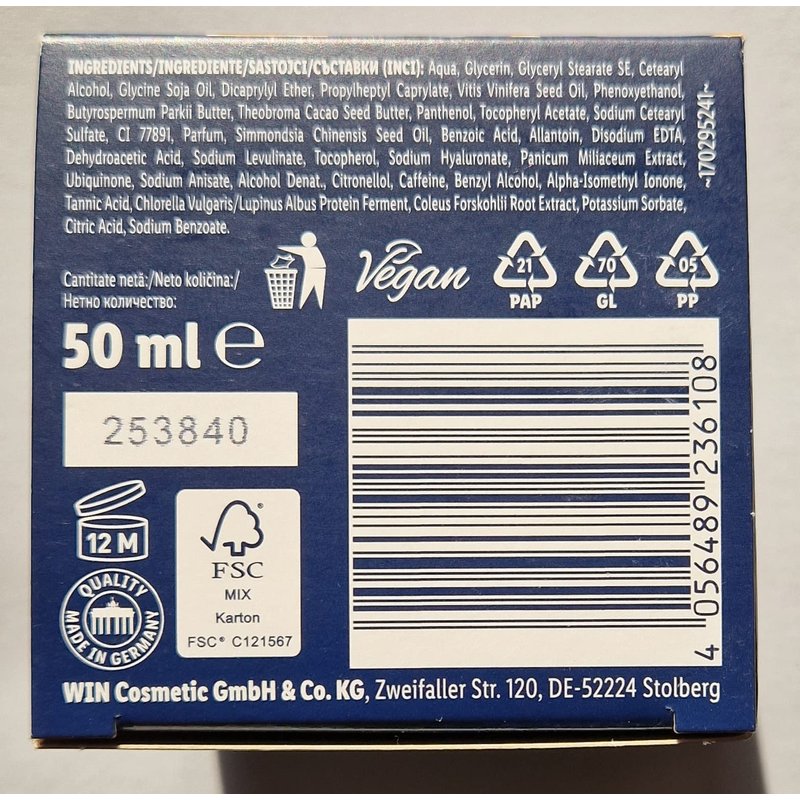 INGREDIENTS/INGREDIENTE/SASTOJCI/СЪСТАВКИ (INCI): Aqua, Glycerin, Glyceryl Stearate SE, Cetearyl
Alcohol, Glycine Soja Oil, Dicaprylyl Ether, Propylheptyl Caprylate, Vitis Vinifera Seed Oil, Phenoxyethanol,
Butyrospermum Parkii Butter, Theobroma Cacao Seed Butter, Panthenol, Tocopheryl Acetate, Sodium Cetearyl
Sulfate, CI 77891, Parfum, Simmondsia Chinensis Seed Oil, Benzoic Acid, Allantoin, Disodium EDTA,
Dehydroacetic Acid, Sodium Levulinate, Tocopherol, Sodium Hyaluronate, Panicum Miliaceum Extract,
Ubiquinone, Sodium Anisate, Alcohol Denat., Citronellol, Caffeine, Benzyl Alcohol, Alpha-Isomethyl Ionone,
Tannic Acid, Chlorella Vulgaris/Lupinus Albus Protein Ferment, Coleus Forskohlii Root Extract, Potassium Sorbate,
Citric Acid, Sodium Benzoate.
~170295241~
Cantitate netă:/Neto količina:/
Нетно количество:
50 ml e
Vegan
21
PAP
70
GL
05
PP
253840
12 M
FSC
MIX
Karton
FSC® C121567
QUALITY
MADE IN GERMANY
4 056489 236108
WIN Cosmetic GmbH & Co. KG, Zweifaller Str. 120, DE-52224 Stolberg